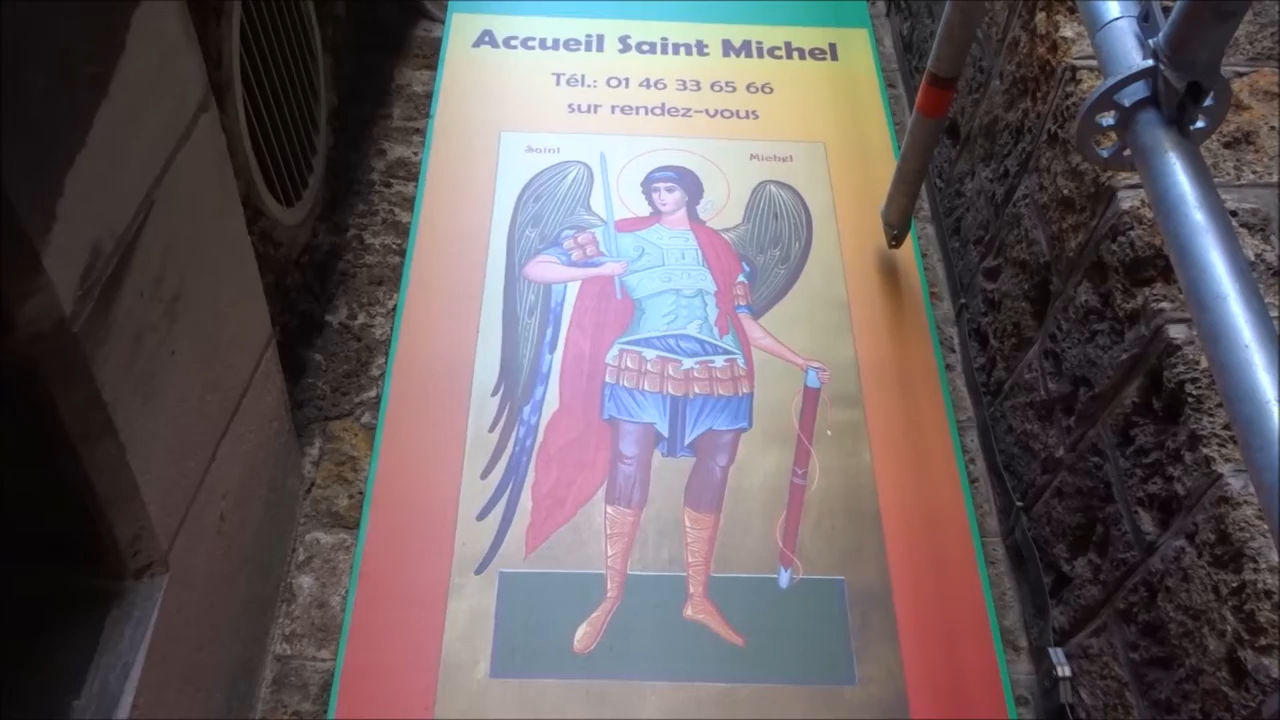 Accueil Saint Michel
Tél.: 01 46 33 65 66
sur rendez-vous
Saint Michel